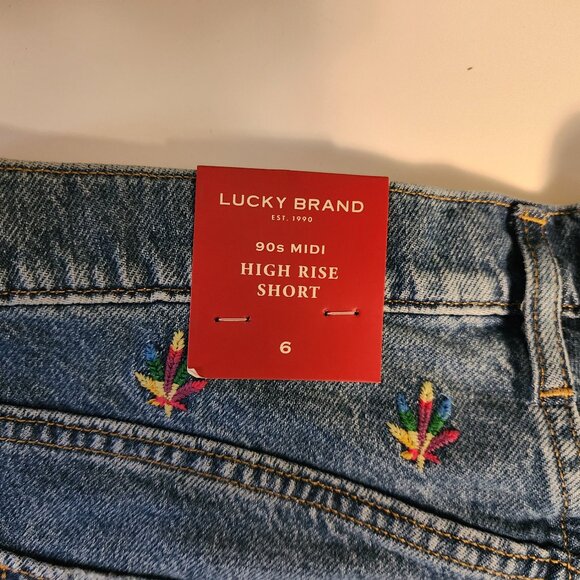 LUCKY BRAND
EST. 1990
90s MIDI
HIGH RISE
SHORT
6